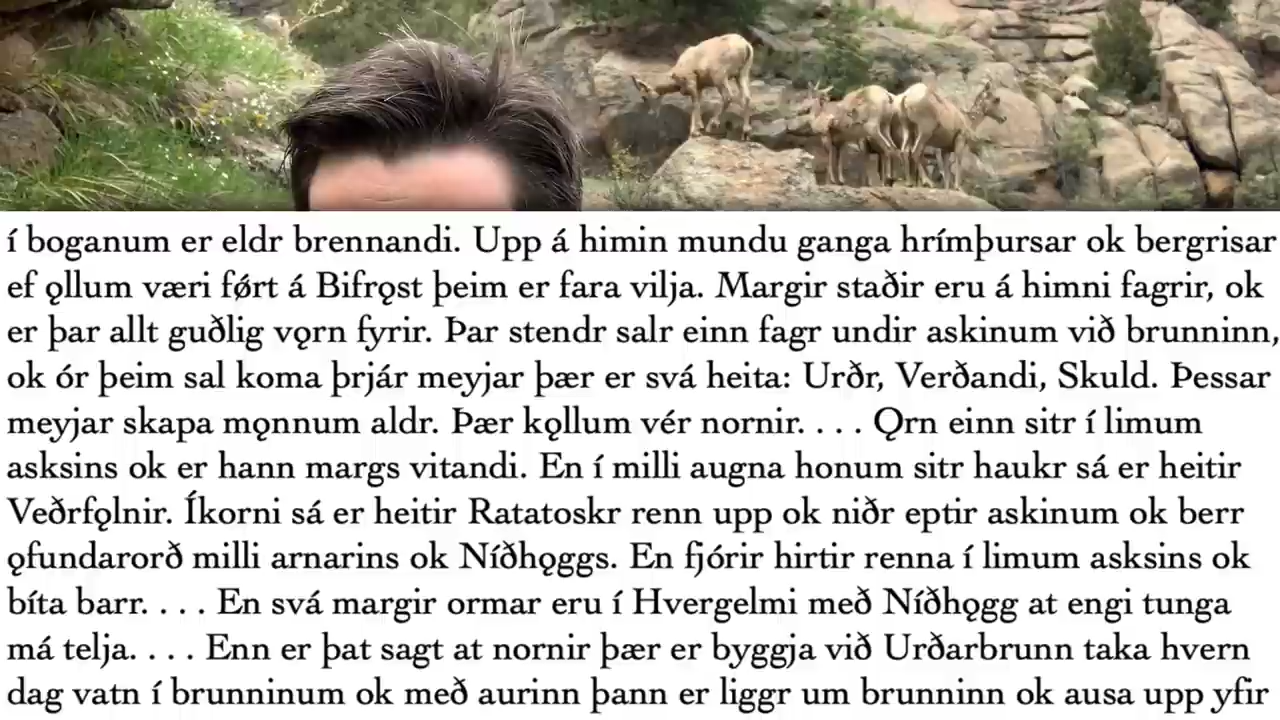 í boganum er eldr brennandi. Upp á himin mundu ganga hrímþursar ok bergrisar
ef ǫllum væri fǿrt á Bifrǫst þeim er fara vilja. Margir staðir eru á himni fagrir, ok
er þar allt guðlig vǫrn fyrir. Þar stendr salr einn fagr undir askinum við brunninn,
ok ór þeim sal koma þrjár meyjar þær er svá heita: Urðr, Verðandi, Skuld. Þessar
meyjar skapa mǫnnum aldr. Þær kǫllum vér nornir. . . . Ǫrn einn sitr í limum
asksins ok er hann margs vitandi. En í milli augna honum sitr haukr sá er heitir
Veðrfǫlnir. Íkorni sá er heitir Ratatoskr renn upp ok niðr eptir askinum ok berr
ǫfundarorð milli arnarins ok Níðhǫggs. En fjórir hirtir renna í limum asksins ok
bíta barr. . . . En svá margir ormar eru í Hvergelmi með Níðhǫgg at engi tunga
má telja. . . . Enn er þat sagt at nornir þær er byggja við Urðarbrunn taka hvern
dag vatn í brunninum ok með aurinn þann er liggr um brunninn ok ausa upp yfir